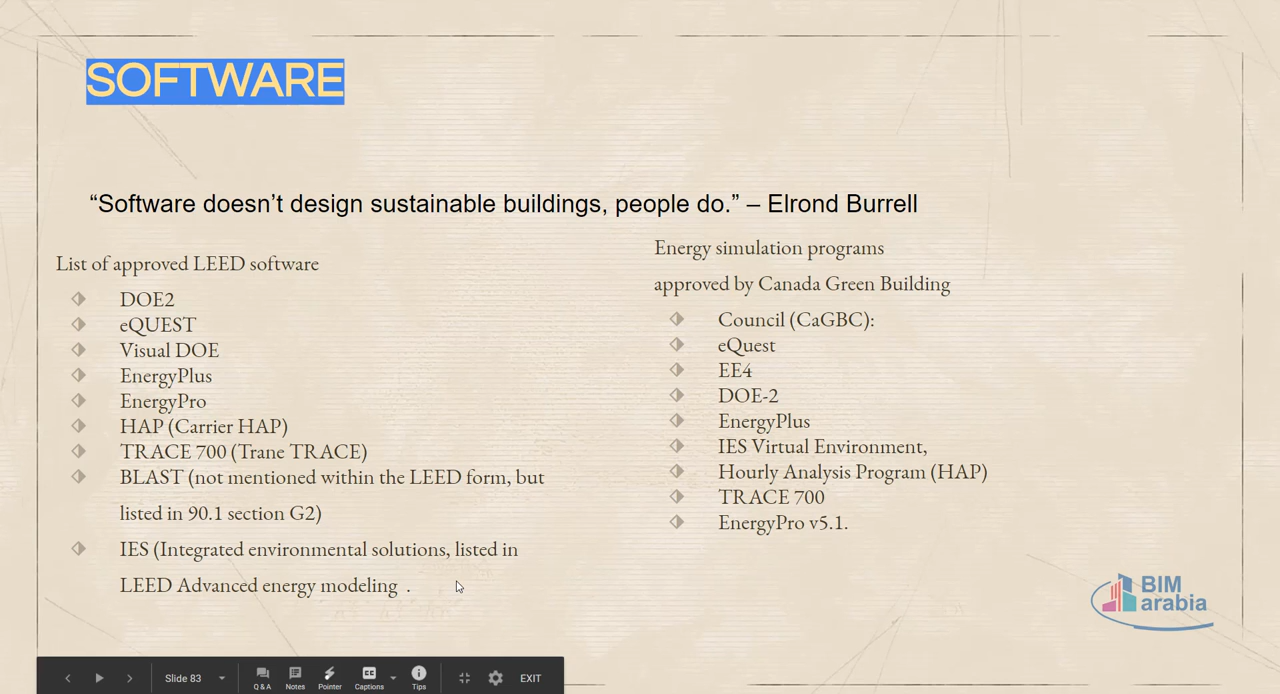 SOFTWARE
“Software doesn’t design sustainable buildings, people do.” – Elrond Burrell
List of approved LEED software
DOE2
eQUEST
Visual DOE
EnergyPlus
EnergyPro
HAP (Carrier HAP)
TRACE 700 (Trane TRACE)
BLAST (not mentioned within the LEED form, but
listed in 90.1 section G2)
IES (Integrated environmental solutions, listed in
LEED Advanced energy modeling .
Energy simulation programs
approved by Canada Green Building
Council (CaGBC):
eQuest
EE4
DOE-2
EnergyPlus
IES Virtual Environment,
Hourly Analysis Program (HAP)
TRACE 700
EnergyPro v5.1.
BIM
arabia
Slide 83
Q & A
Notes
Pointer
CC
Captions
Tips
EXIT